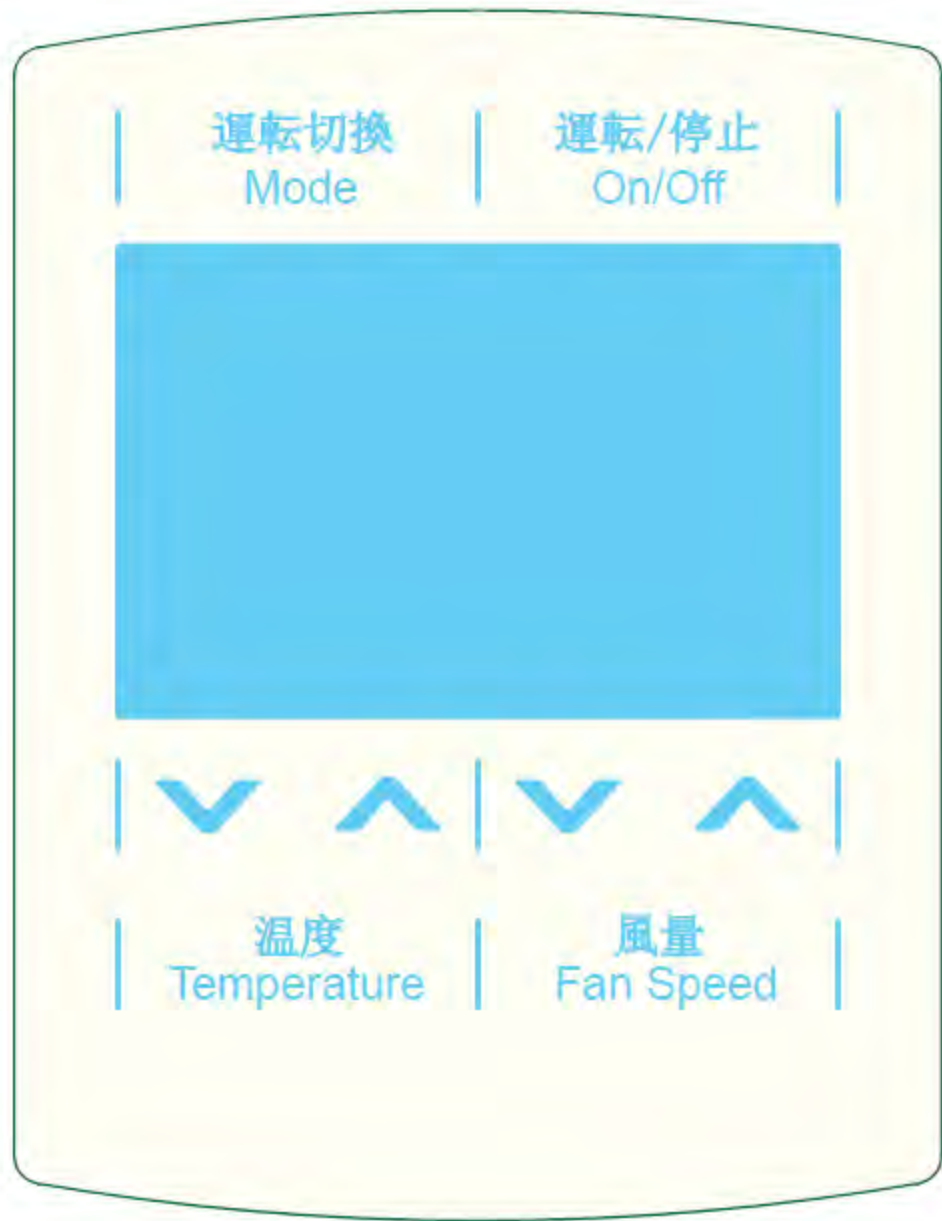 運転切換
Mode
運転/停止
On/Off
温度
Temperature
風量
Fan Speed